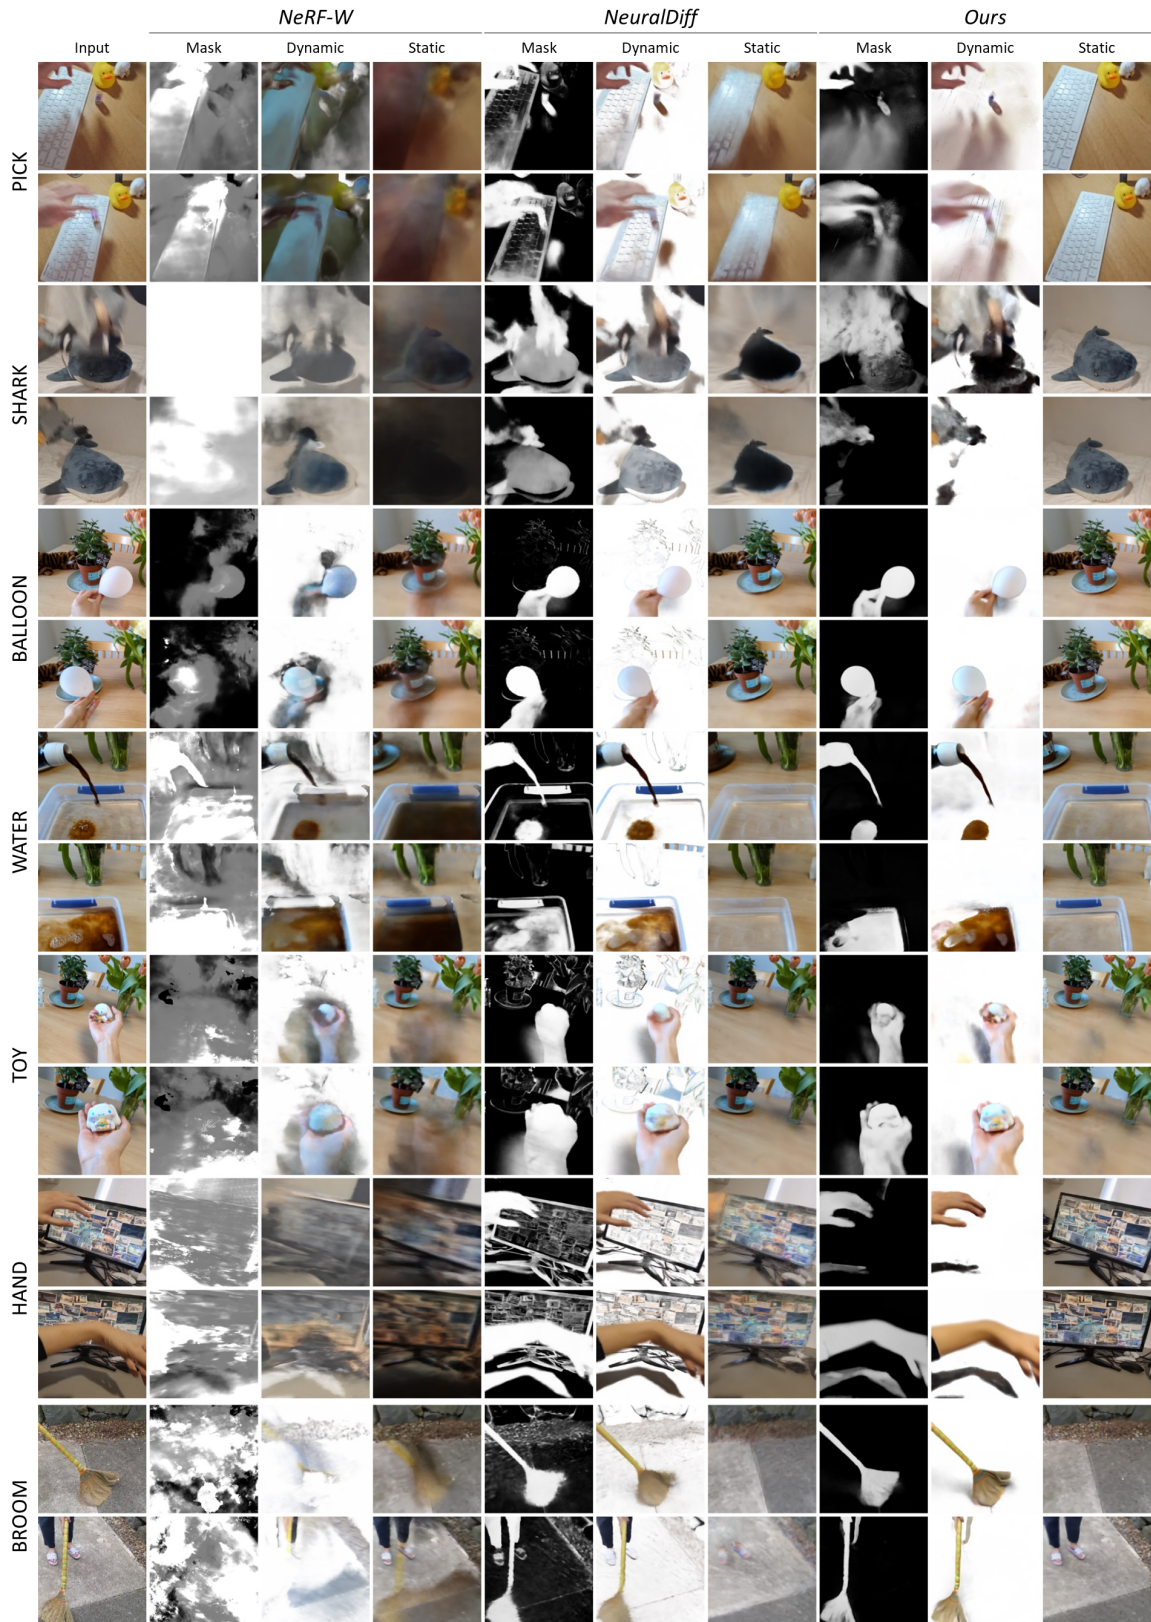 NeRF-W NeuralDiff Ours
Input Mask Dynamic Static Mask Dynamic Static Mask Dynamic Static
PICK
SHARK
BALLOON
WATER
TOY
HAND
BROOM